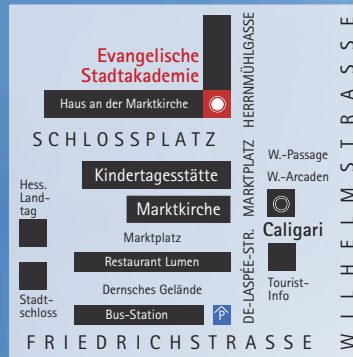 Evangelische
Stadtakademie
Haus an der Marktkirche
HERRNMÜHLGASSE
SCHLOSSPLATZ
MARKTPLATZ
W.-Passage
W.-Arcaden
Kindertagesstätte
Hess.
Land-
tag
Marktkirche
Caligari
Marktplatz
Restaurant Lumen
DE-LASPÉE-STR.
Tourist-
Info
Stadt-
schloss
Dernsches Gelände
Bus-Station
P
FRIEDRICHSTRASSE
WILHELMSTRASSE